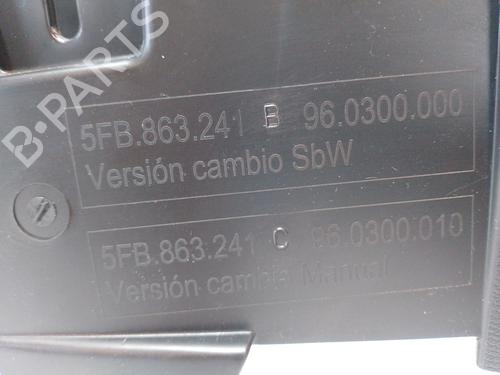 B-PARTS
5FB.863.241 B 96.0300.000
Versión cambio SbW
5FB.863.241 C 96.0300.010
Versión cambio Manual